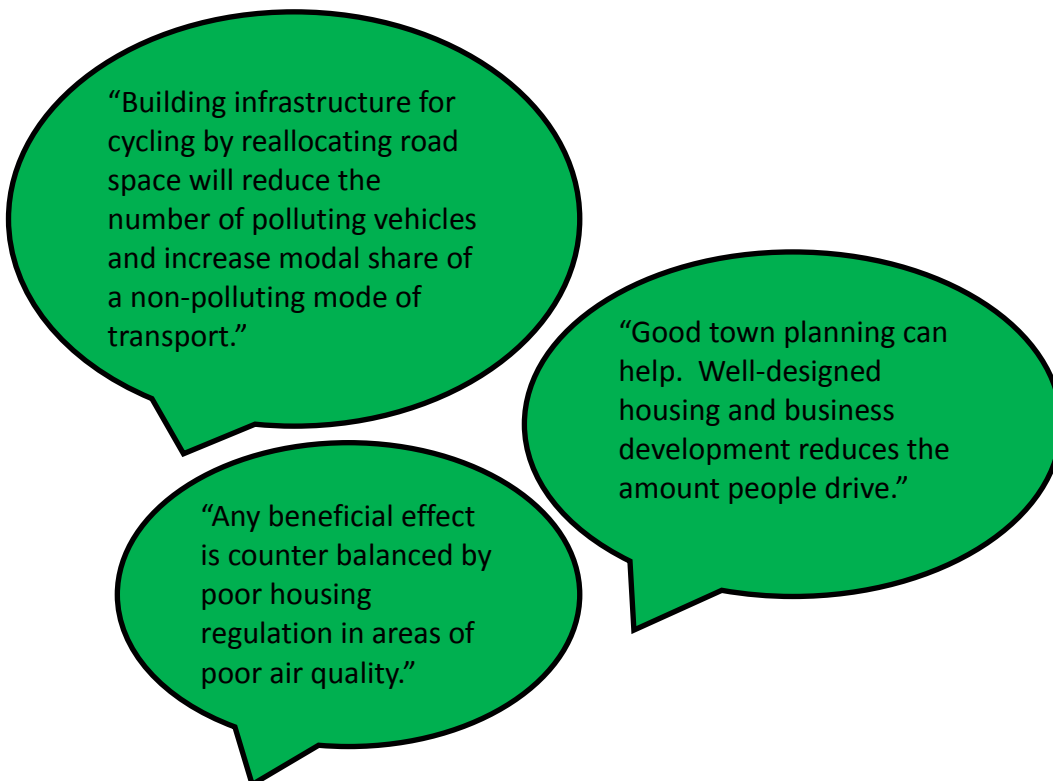 “Building infrastructure for
cycling by reallocating road
space will reduce the
number of polluting vehicles
and increase modal share of
a non-polluting mode of
transport.”
“Good town planning can
help.  Well-designed
housing and business
development reduces the
amount people drive.”
“Any beneficial effect
is counter balanced by
poor housing
regulation in areas of
poor air quality.”